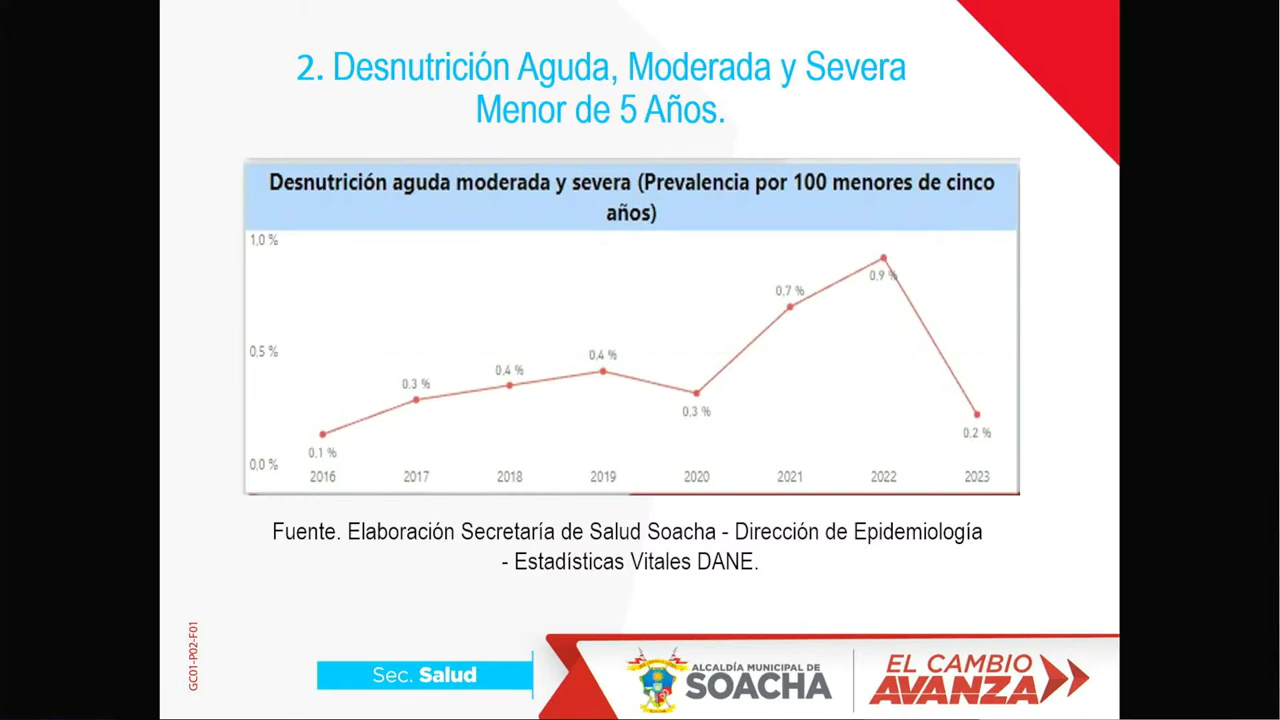 2. Desnutrición Aguda, Moderada y Severa
Menor de 5 Años.
Desnutrición aguda moderada y severa (Prevalencia por 100 menores de cinco
años)
1,0 %
0,5 %
0,0 %
0,1 %
0,3 %
0,4 %
0,4 %
0,3 %
0,7 %
0,9 %
0,2 %
2016 2017 2018 2019 2020 2021 2022 2023
Fuente. Elaboración Secretaría de Salud Soacha - Dirección de Epidemiología
- Estadísticas Vitales DANE.
GC01-P02-F01
Sec. Salud
ALCALDÍA MUNICIPAL DE
SOACHA
EL CAMBIO
AVANZA